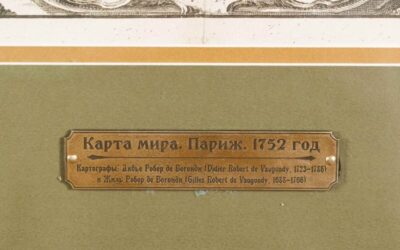 Карта мира. Париж. 1752 год
Картографы: Дидье Робер де Вогонди (Didier Robert de Vaugondy, 1723-1786)
и Жиль Робер де Вогонди (Gilles Robert de Vaugondy, 1688-1766)